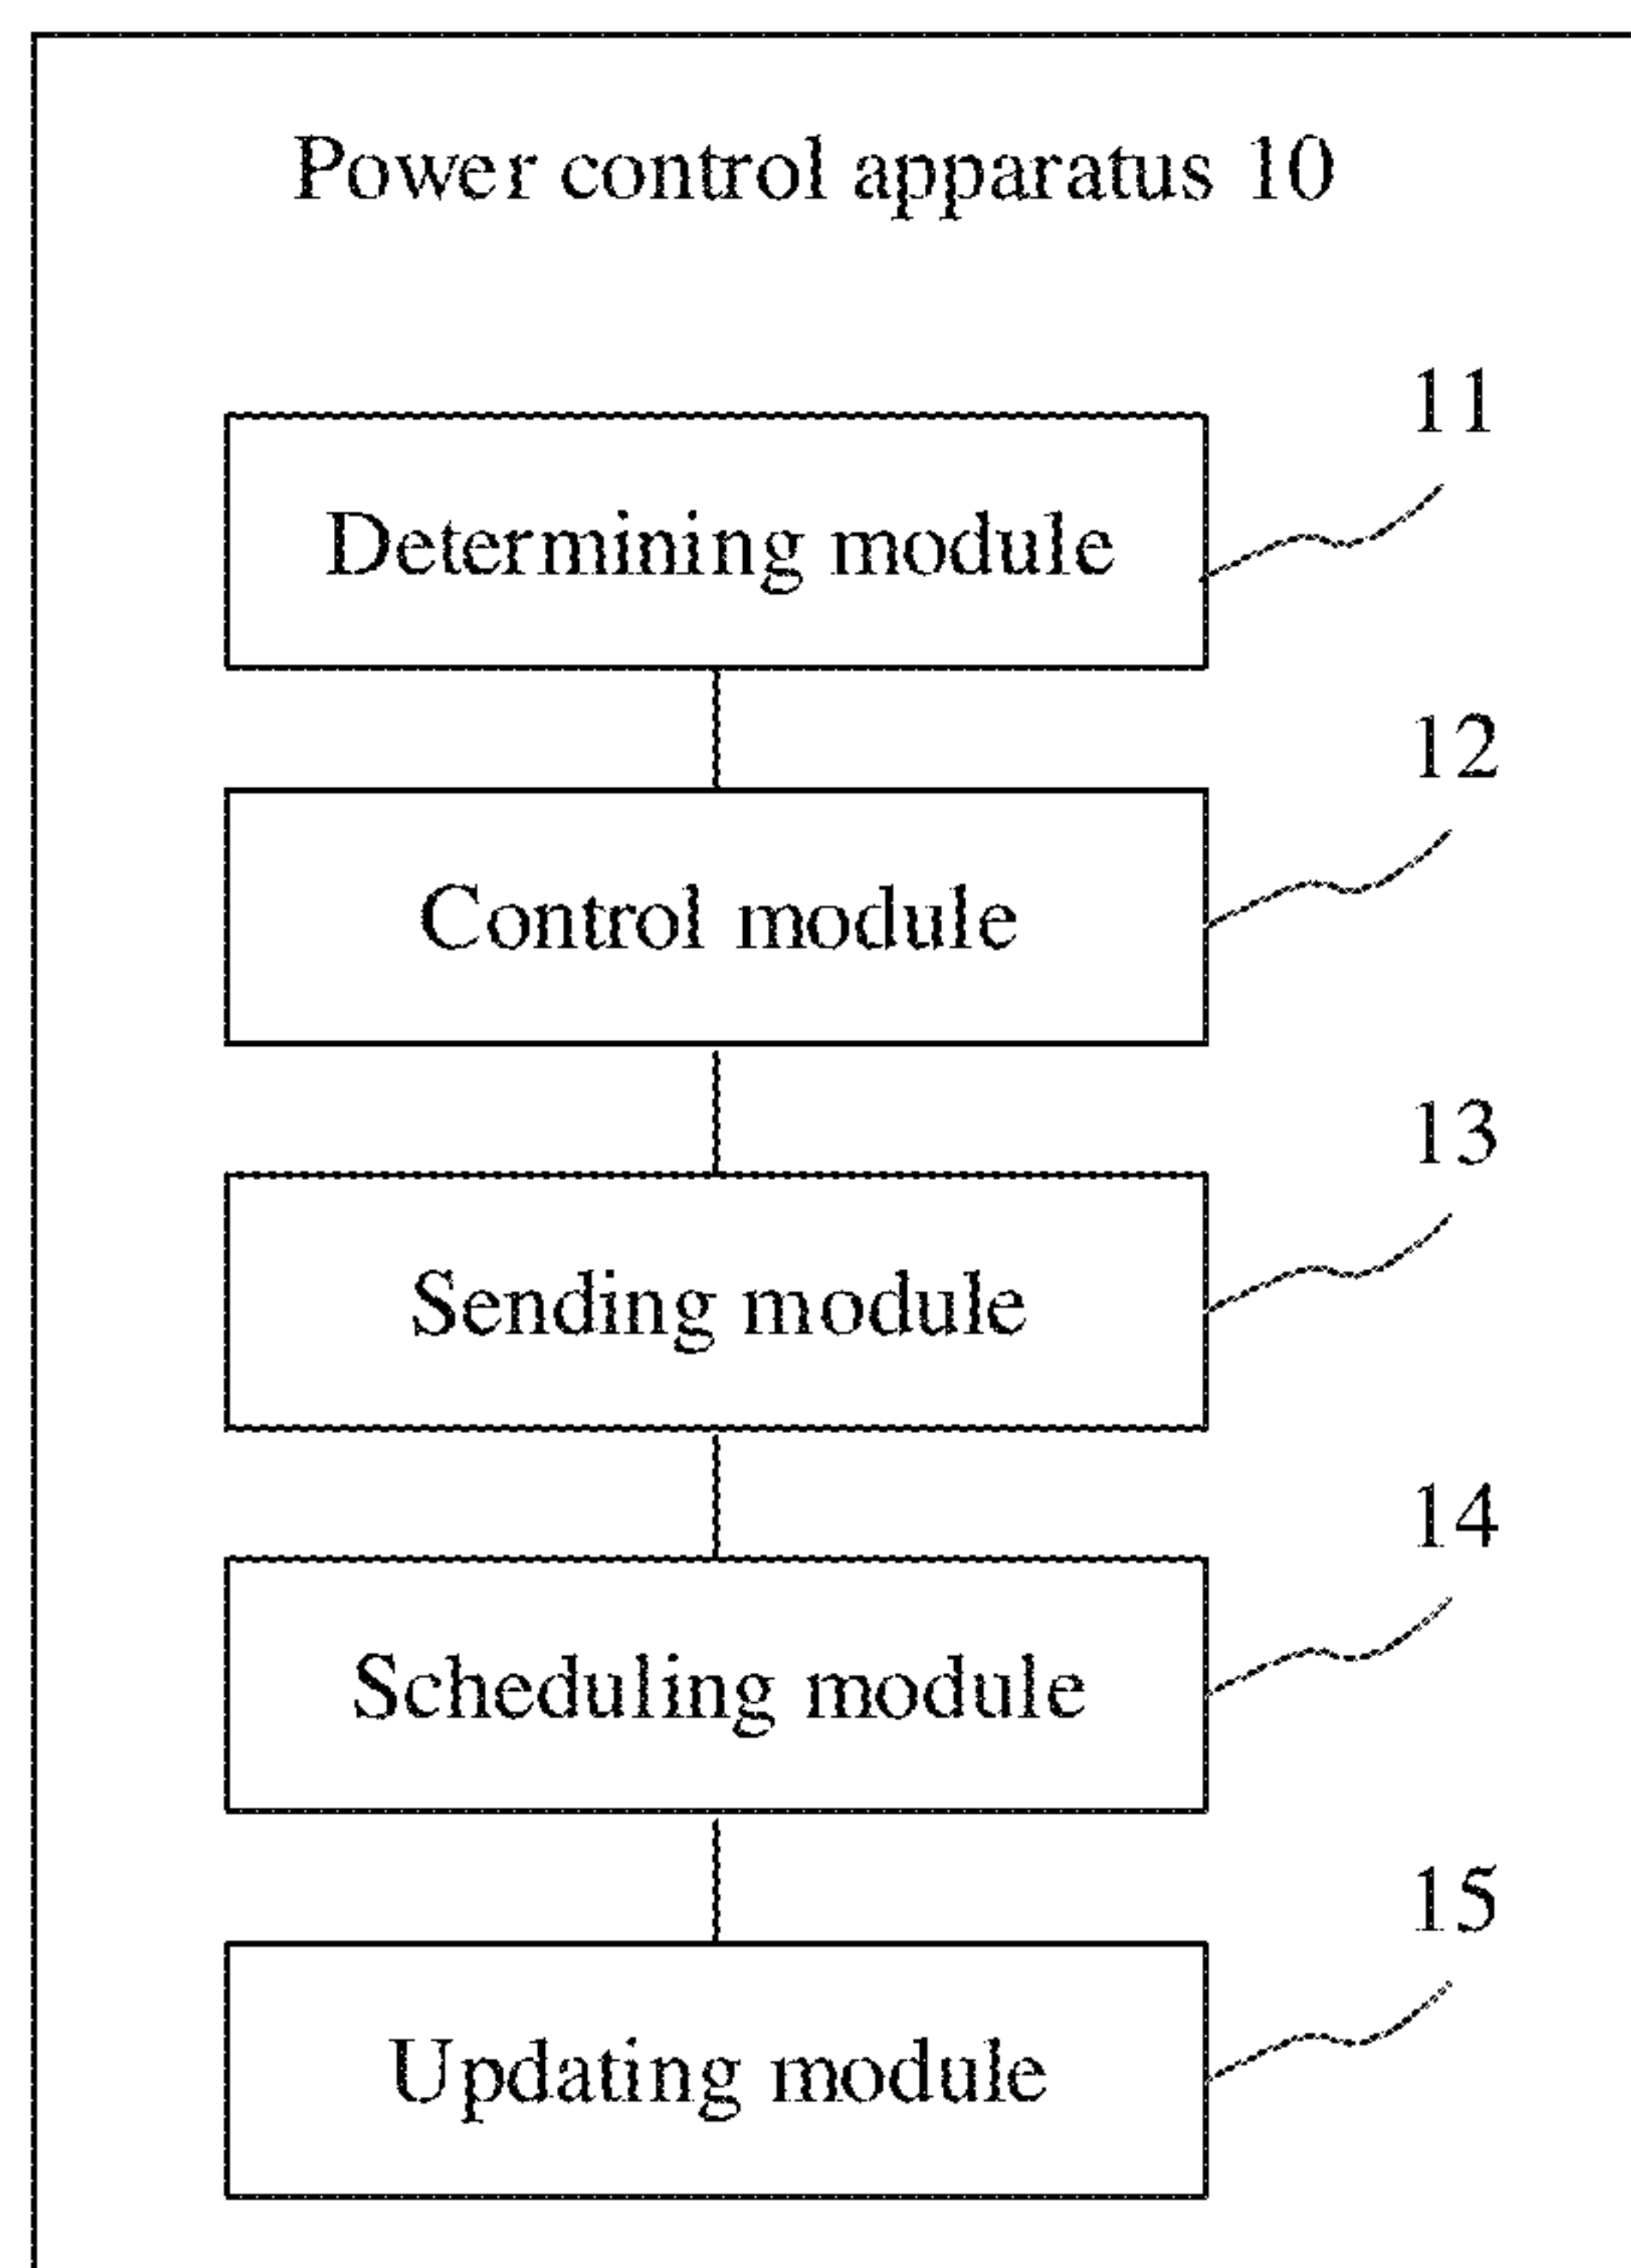 Power control apparatus 10
11
Determining module
12
Control module
13
Sending module
14
Scheduling module
15
Updating module